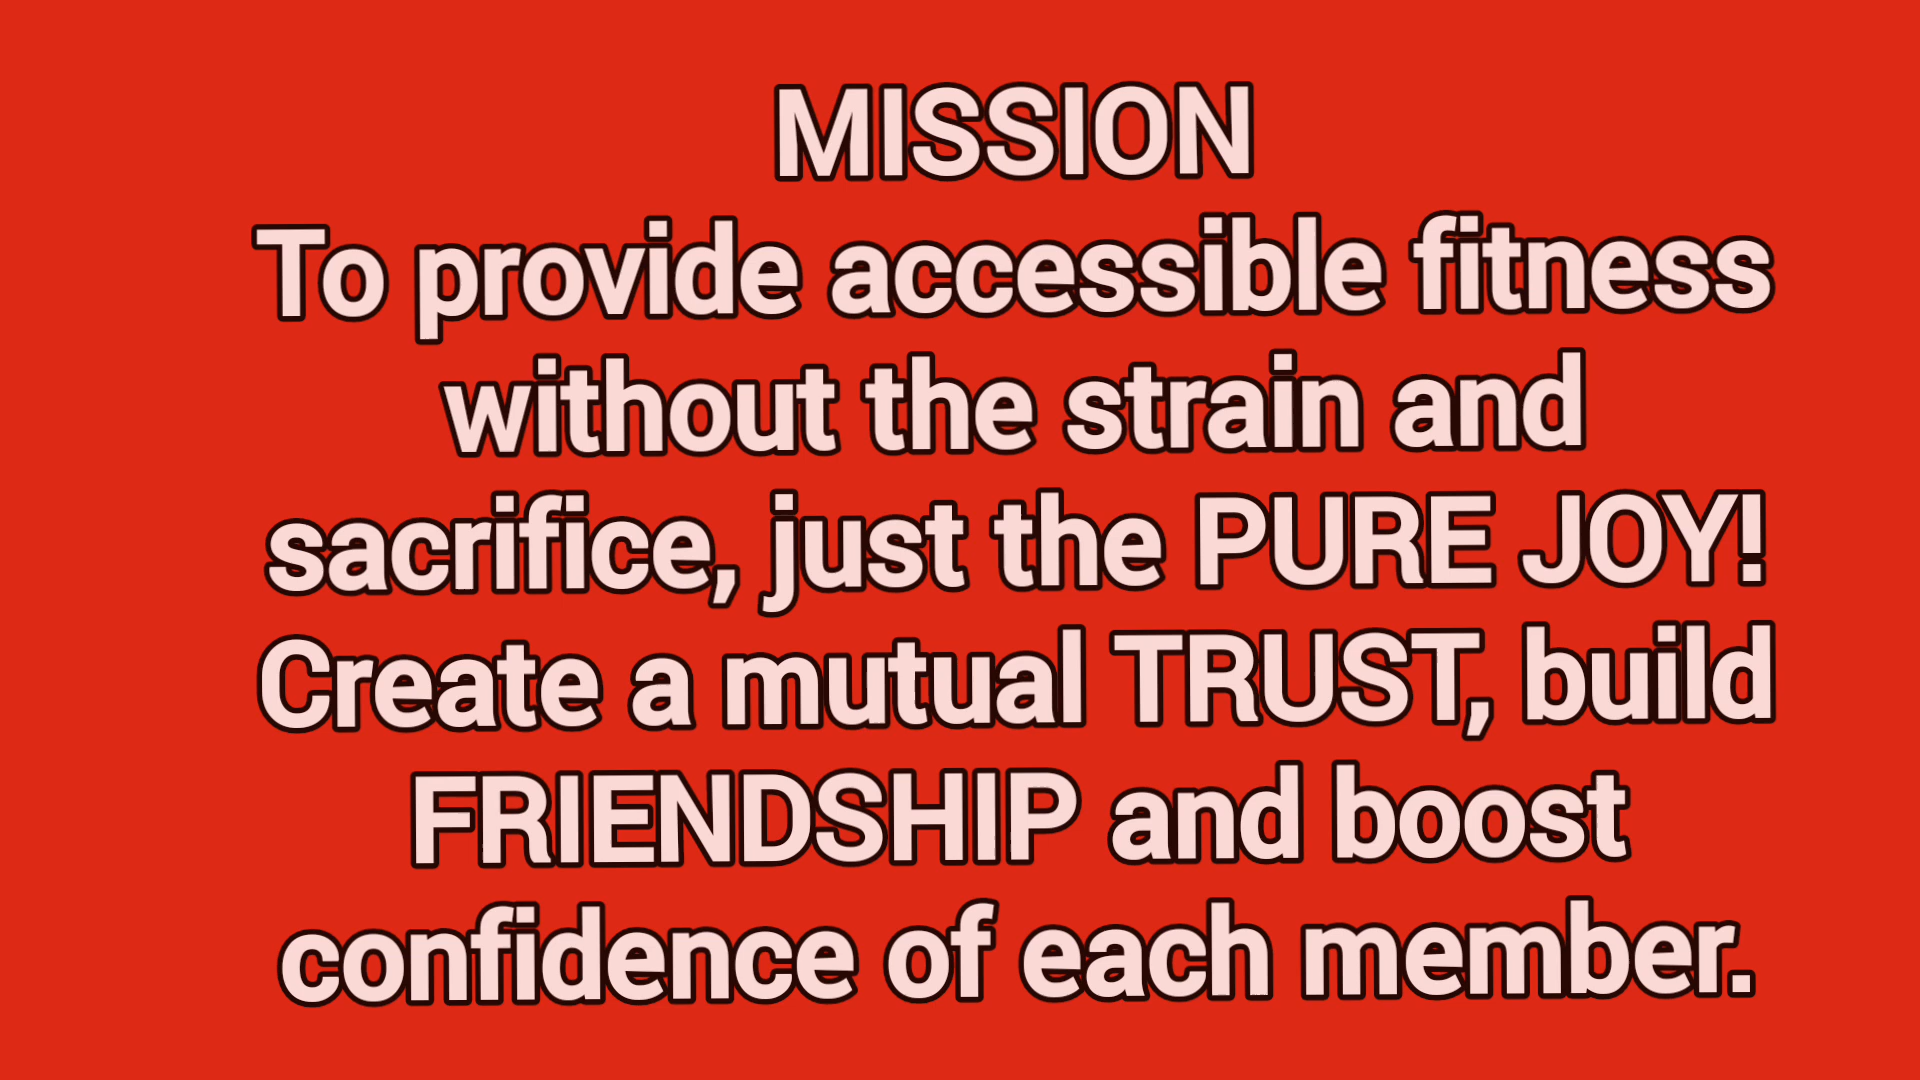 MISSION
To provide accessible fitness
without the strain and
sacrifice, just the PURE JOY!
Create a mutual TRUST, build
FRIENDSHIP and boost
confidence of each member.